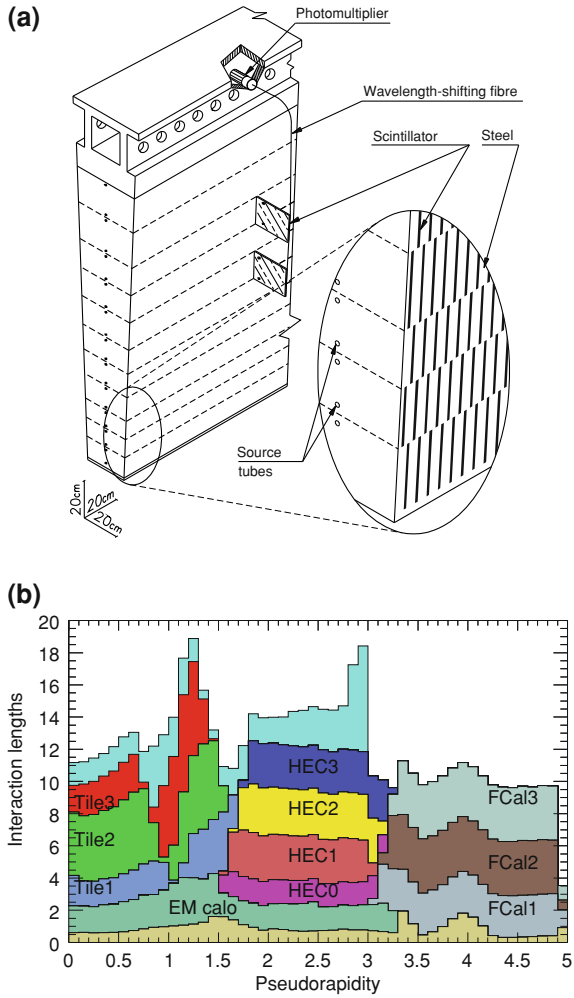 (a)
Photomultiplier
Wavelength-shifting fibre
Scintillator Steel
Source
tubes
20cm
20cm
20cm
(b)
Interaction lengths
20
18
16
14
12
10
8
6
4
2
0
Tile3
Tile2
Tile1
EM calo
HEC3
HEC2
HEC1
HEC0
FCal3
FCal2
FCal1
0 0.5 1 1.5 2 2.5 3 3.5 4 4.5 5
Pseudorapidity